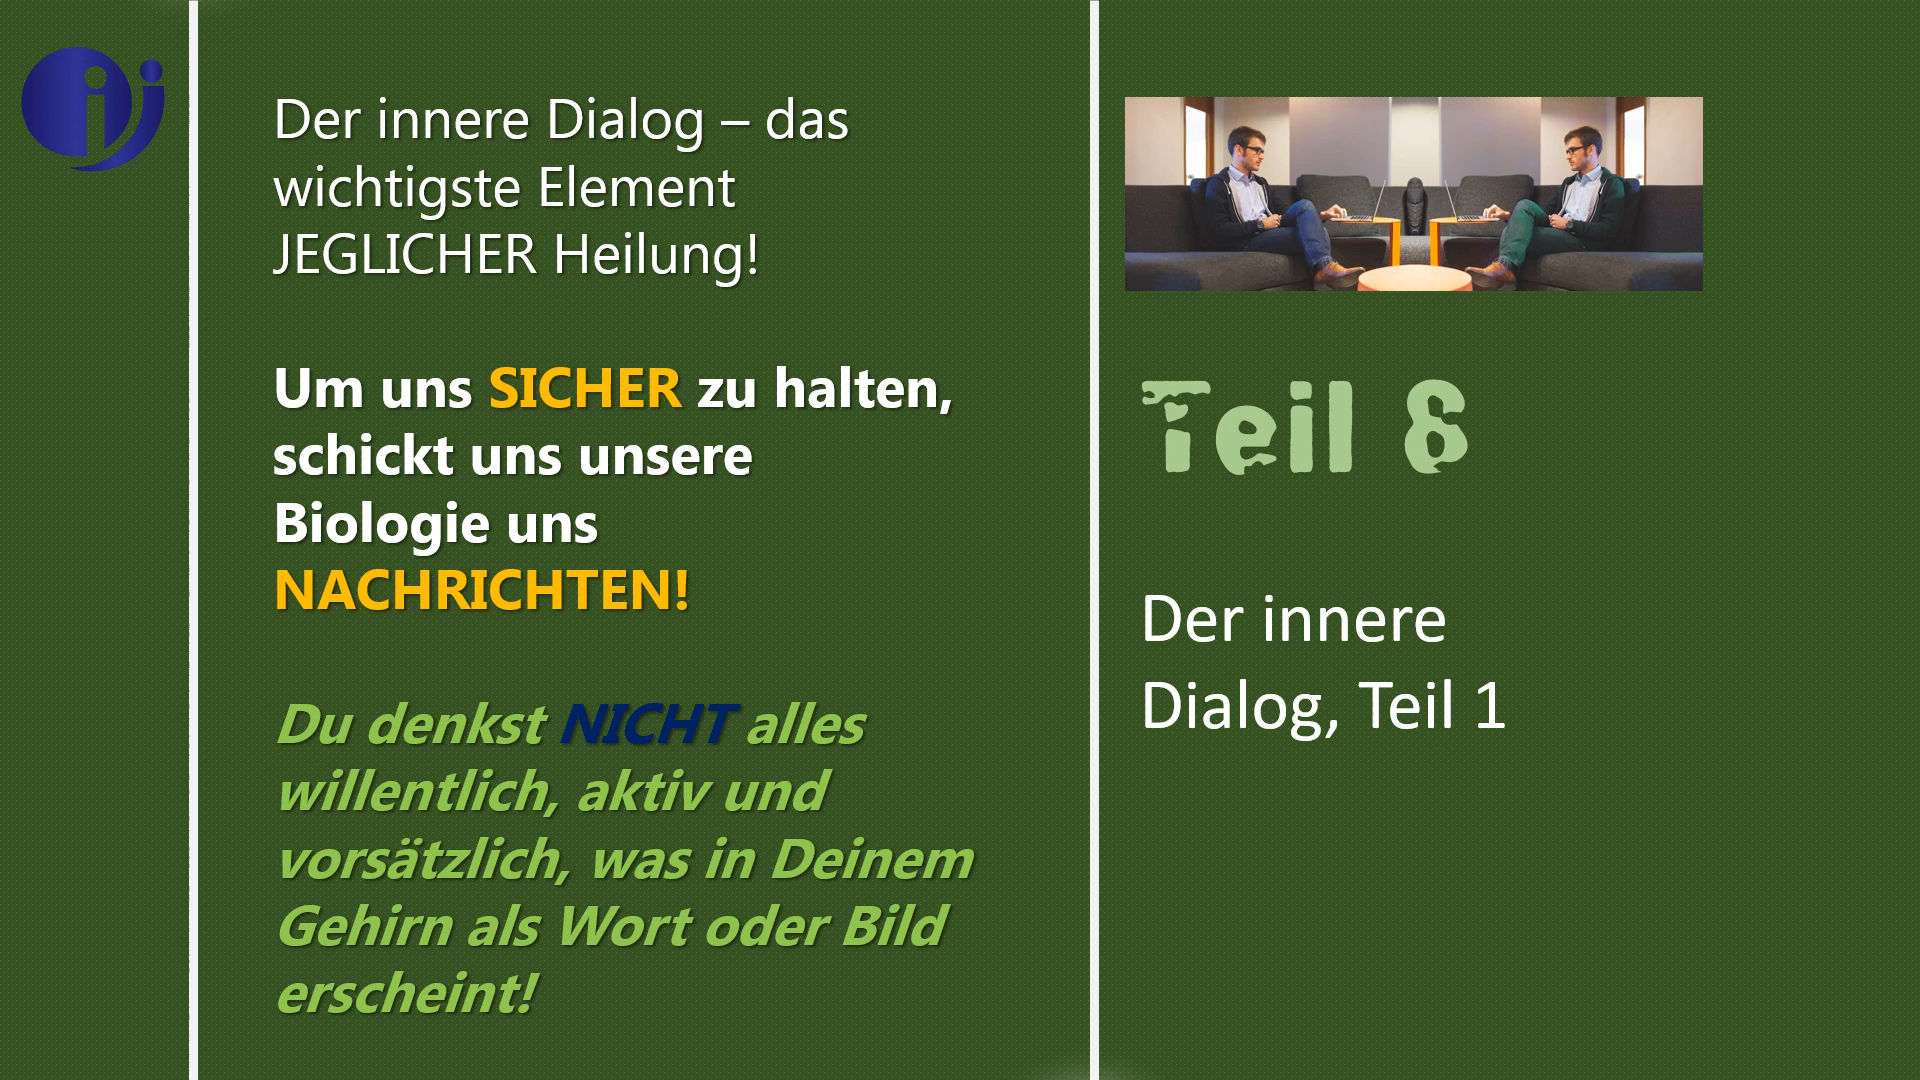 Der innere Dialog – das
wichtigste Element
JEGLICHER Heilung!
Um uns SICHER zu halten,
schickt uns unsere
Biologie uns
NACHRICHTEN!
Du denkst NICHT alles
willentlich, aktiv und
vorsätzlich, was in Deinem
Gehirn als Wort oder Bild
erscheint!
Teil 8
Der innere
Dialog, Teil 1